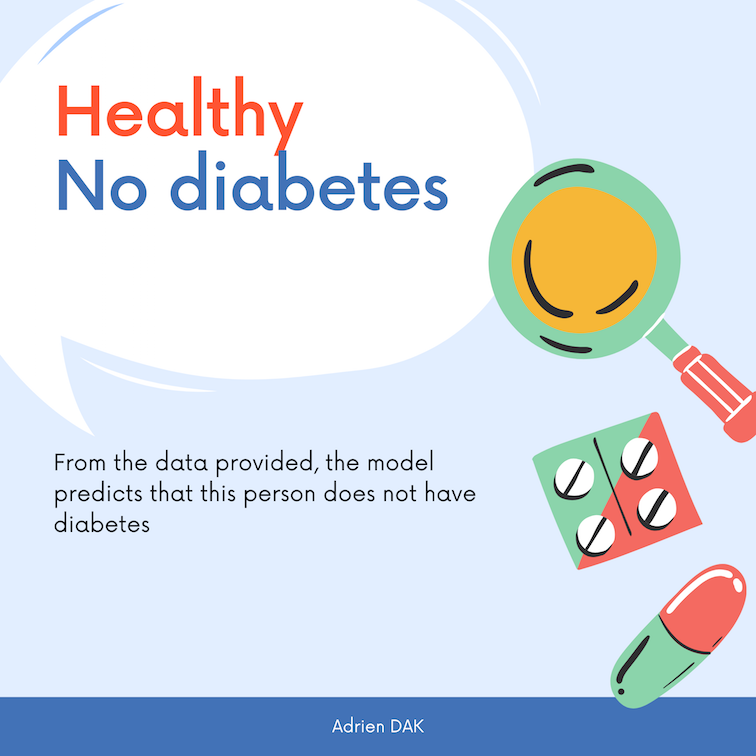 Healthy
No diabetes
From the data provided, the model
predicts that this person does not have
diabetes
Adrien DAK